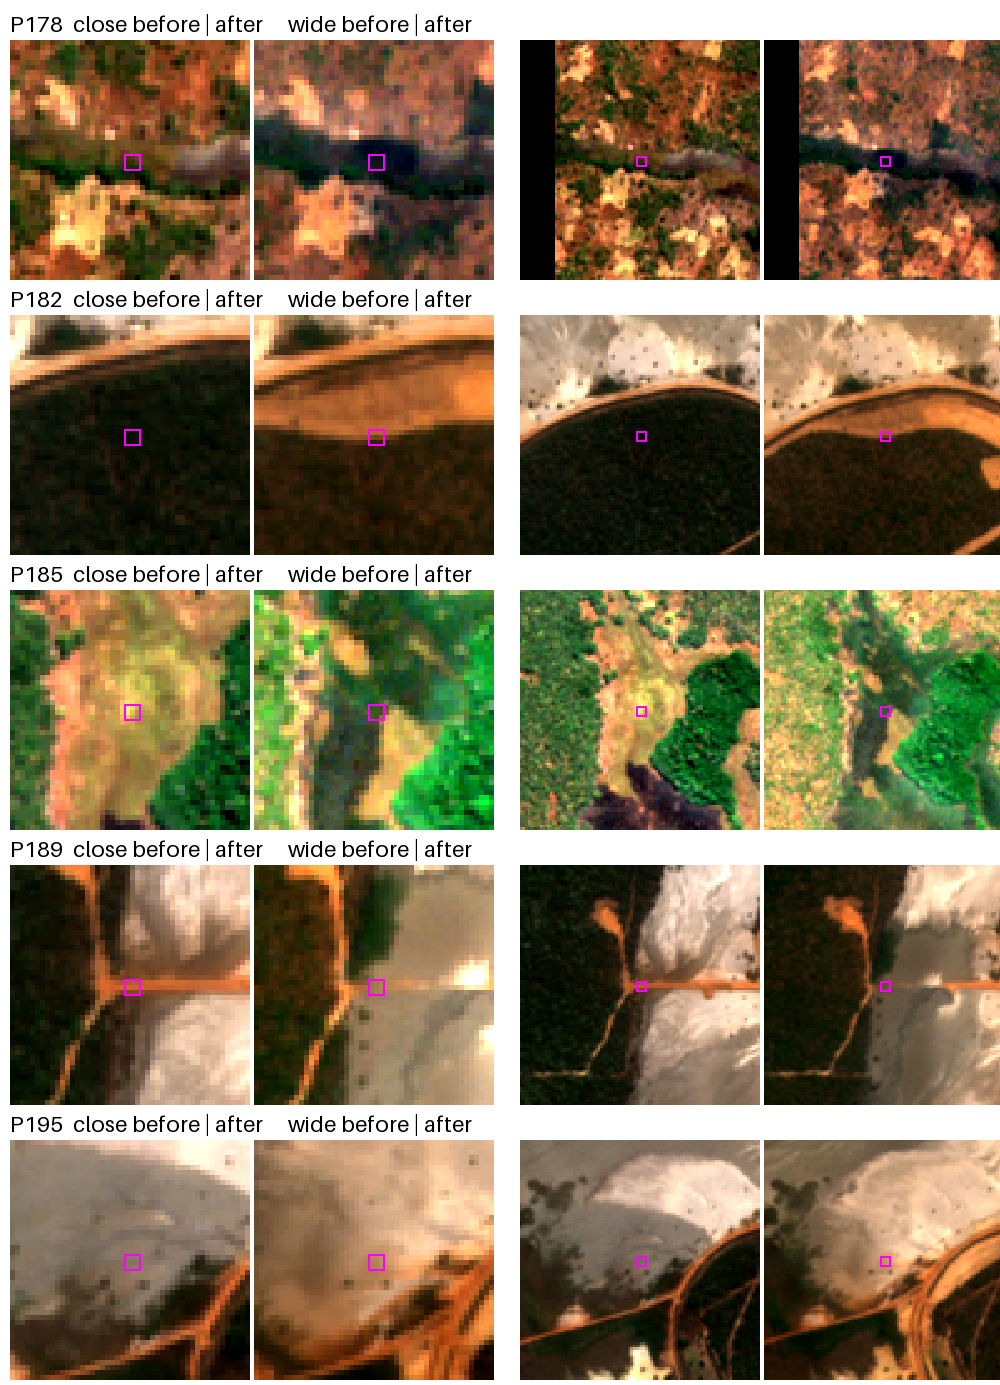 P178 close before | after wide before | after
P182 close before | after wide before | after
P185 close before | after wide before | after
P189 close before | after wide before | after
P195 close before | after wide before | after